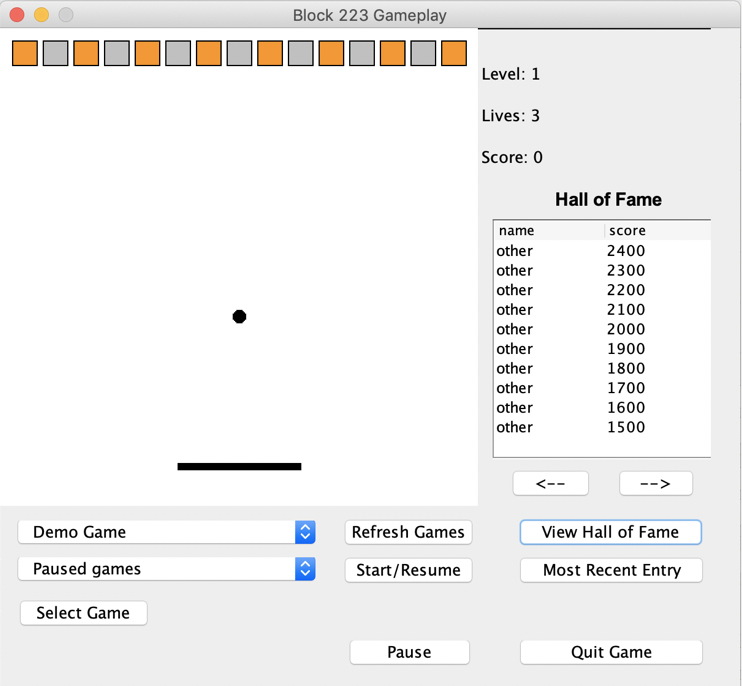 Block 223 Gameplay
Level: 1
Lives: 3
Score: 0
Hall of Fame
name score
other 2400
other 2300
other 2200
other 2100
other 2000
other 1900
other 1800
other 1700
other 1600
other 1500
<-- -->
Demo Game Refresh Games View Hall of Fame
Paused games Start/Resume Most Recent Entry
Select Game
Pause Quit Game